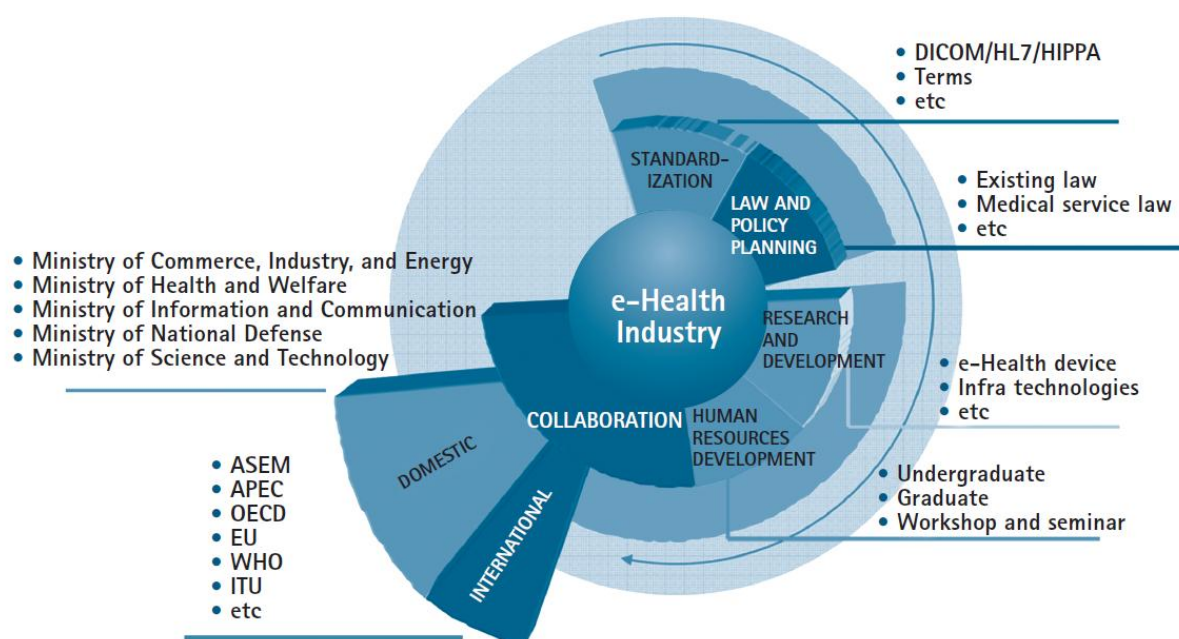 • DICOM/HL7/HIPPA
• Terms
• etc
STANDARD-
IZATION
LAW AND
POLICY
PLANNING
• Existing law
• Medical service law
• etc
• Ministry of Commerce, Industry, and Energy
• Ministry of Health and Welfare
• Ministry of Information and Communication
• Ministry of National Defense
• Ministry of Science and Technology
e-Health
Industry
RESEARCH
AND
DEVELOPMENT
• e-Health device
• Infra technologies
• etc
COLLABORATION
HUMAN
RESOURCES
DEVELOPMENT
DOMESTIC
INTERNATIONAL
• ASEM
• APEC
• OECD
• EU
• WHO
• ITU
• etc
• Undergraduate
• Graduate
• Workshop and seminar